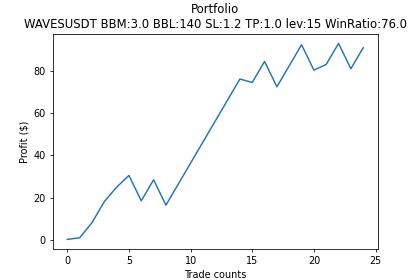 Portfolio
WAVESUSDT BBM:3.0 BBL:140 SL:1.2 TP:1.0 lev:15 WinRatio:76.0
80
60
40
20
0
Profit ($)
0 5 10 15 20 25
Trade counts